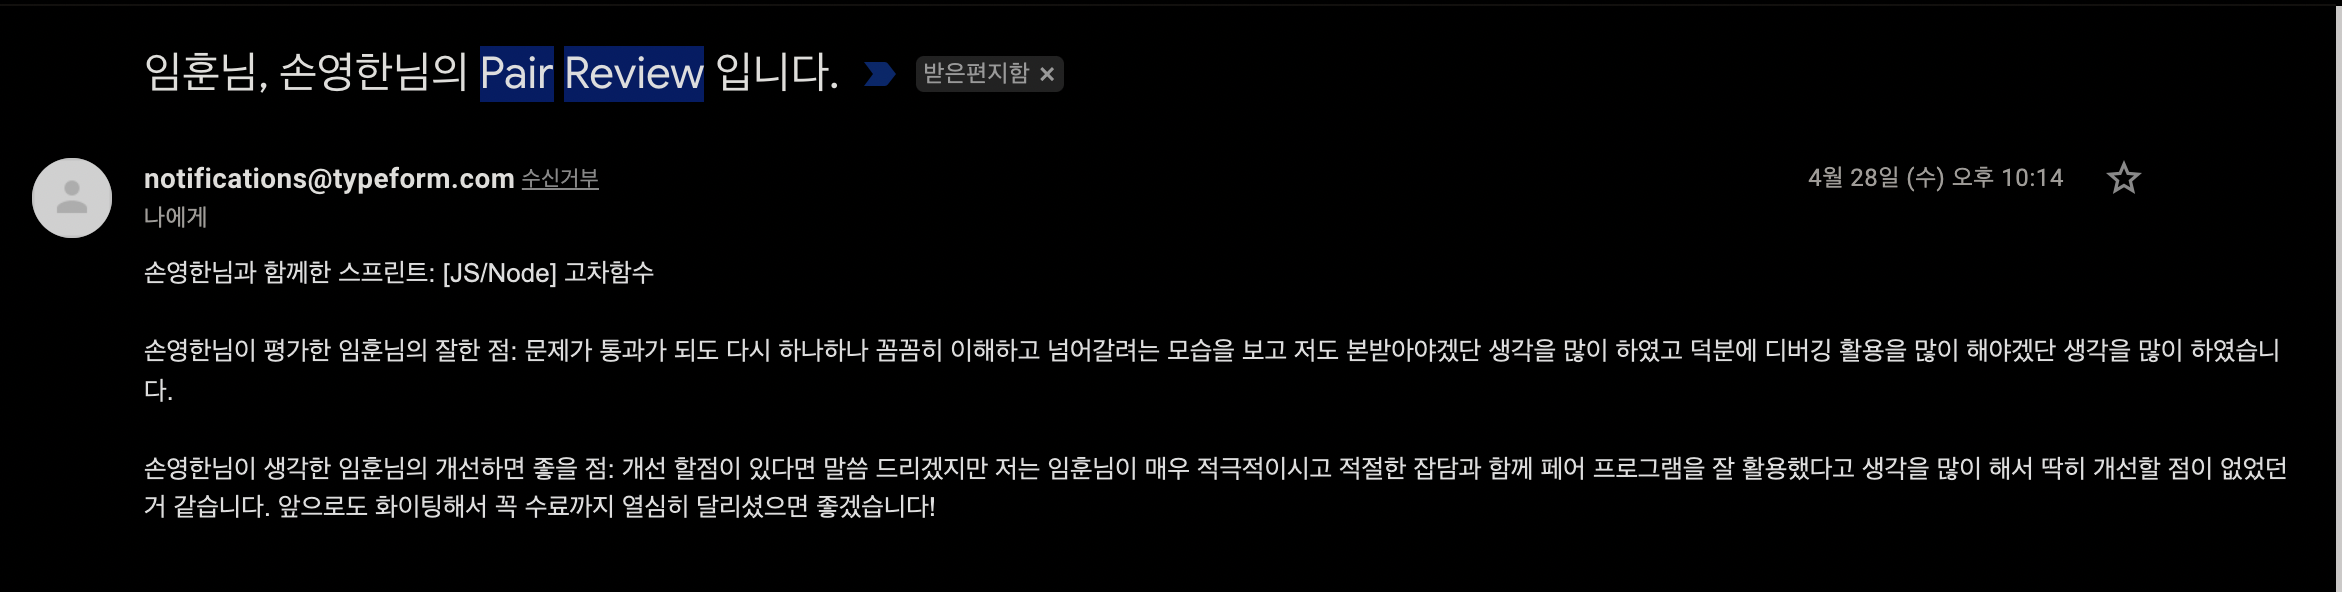 임훈님, 손영한님의 Pair Review 입니다. 받은편지함 ×
notifications@typeform.com 수신거부 4월 28일 (수) 오후 10:14
나에게
손영한님과 함께한 스프린트: [JS/Node] 고차함수
손영한님이 평가한 임훈님의 잘한 점: 문제가 통과가 되도 다시 하나하나 꼼꼼히 이해하고 넘어갈려는 모습을 보고 저도 본받아야겠단 생각을 많이 하였고 덕분에 디버깅 활용을 많이 해야겠단 생각을 많이 하였습니
다.
손영한님이 생각한 임훈님의 개선하면 좋을 점: 개선 할점이 있다면 말씀 드리겠지만 저는 임훈님이 매우 적극적이시고 적절한 잡담과 함께 페어 프로그램을 잘 활용했다고 생각을 많이 해서 딱히 개선할 점이 없었던
거 같습니다. 앞으로도 화이팅해서 꼭 수료까지 열심히 달리셨으면 좋겠습니다!